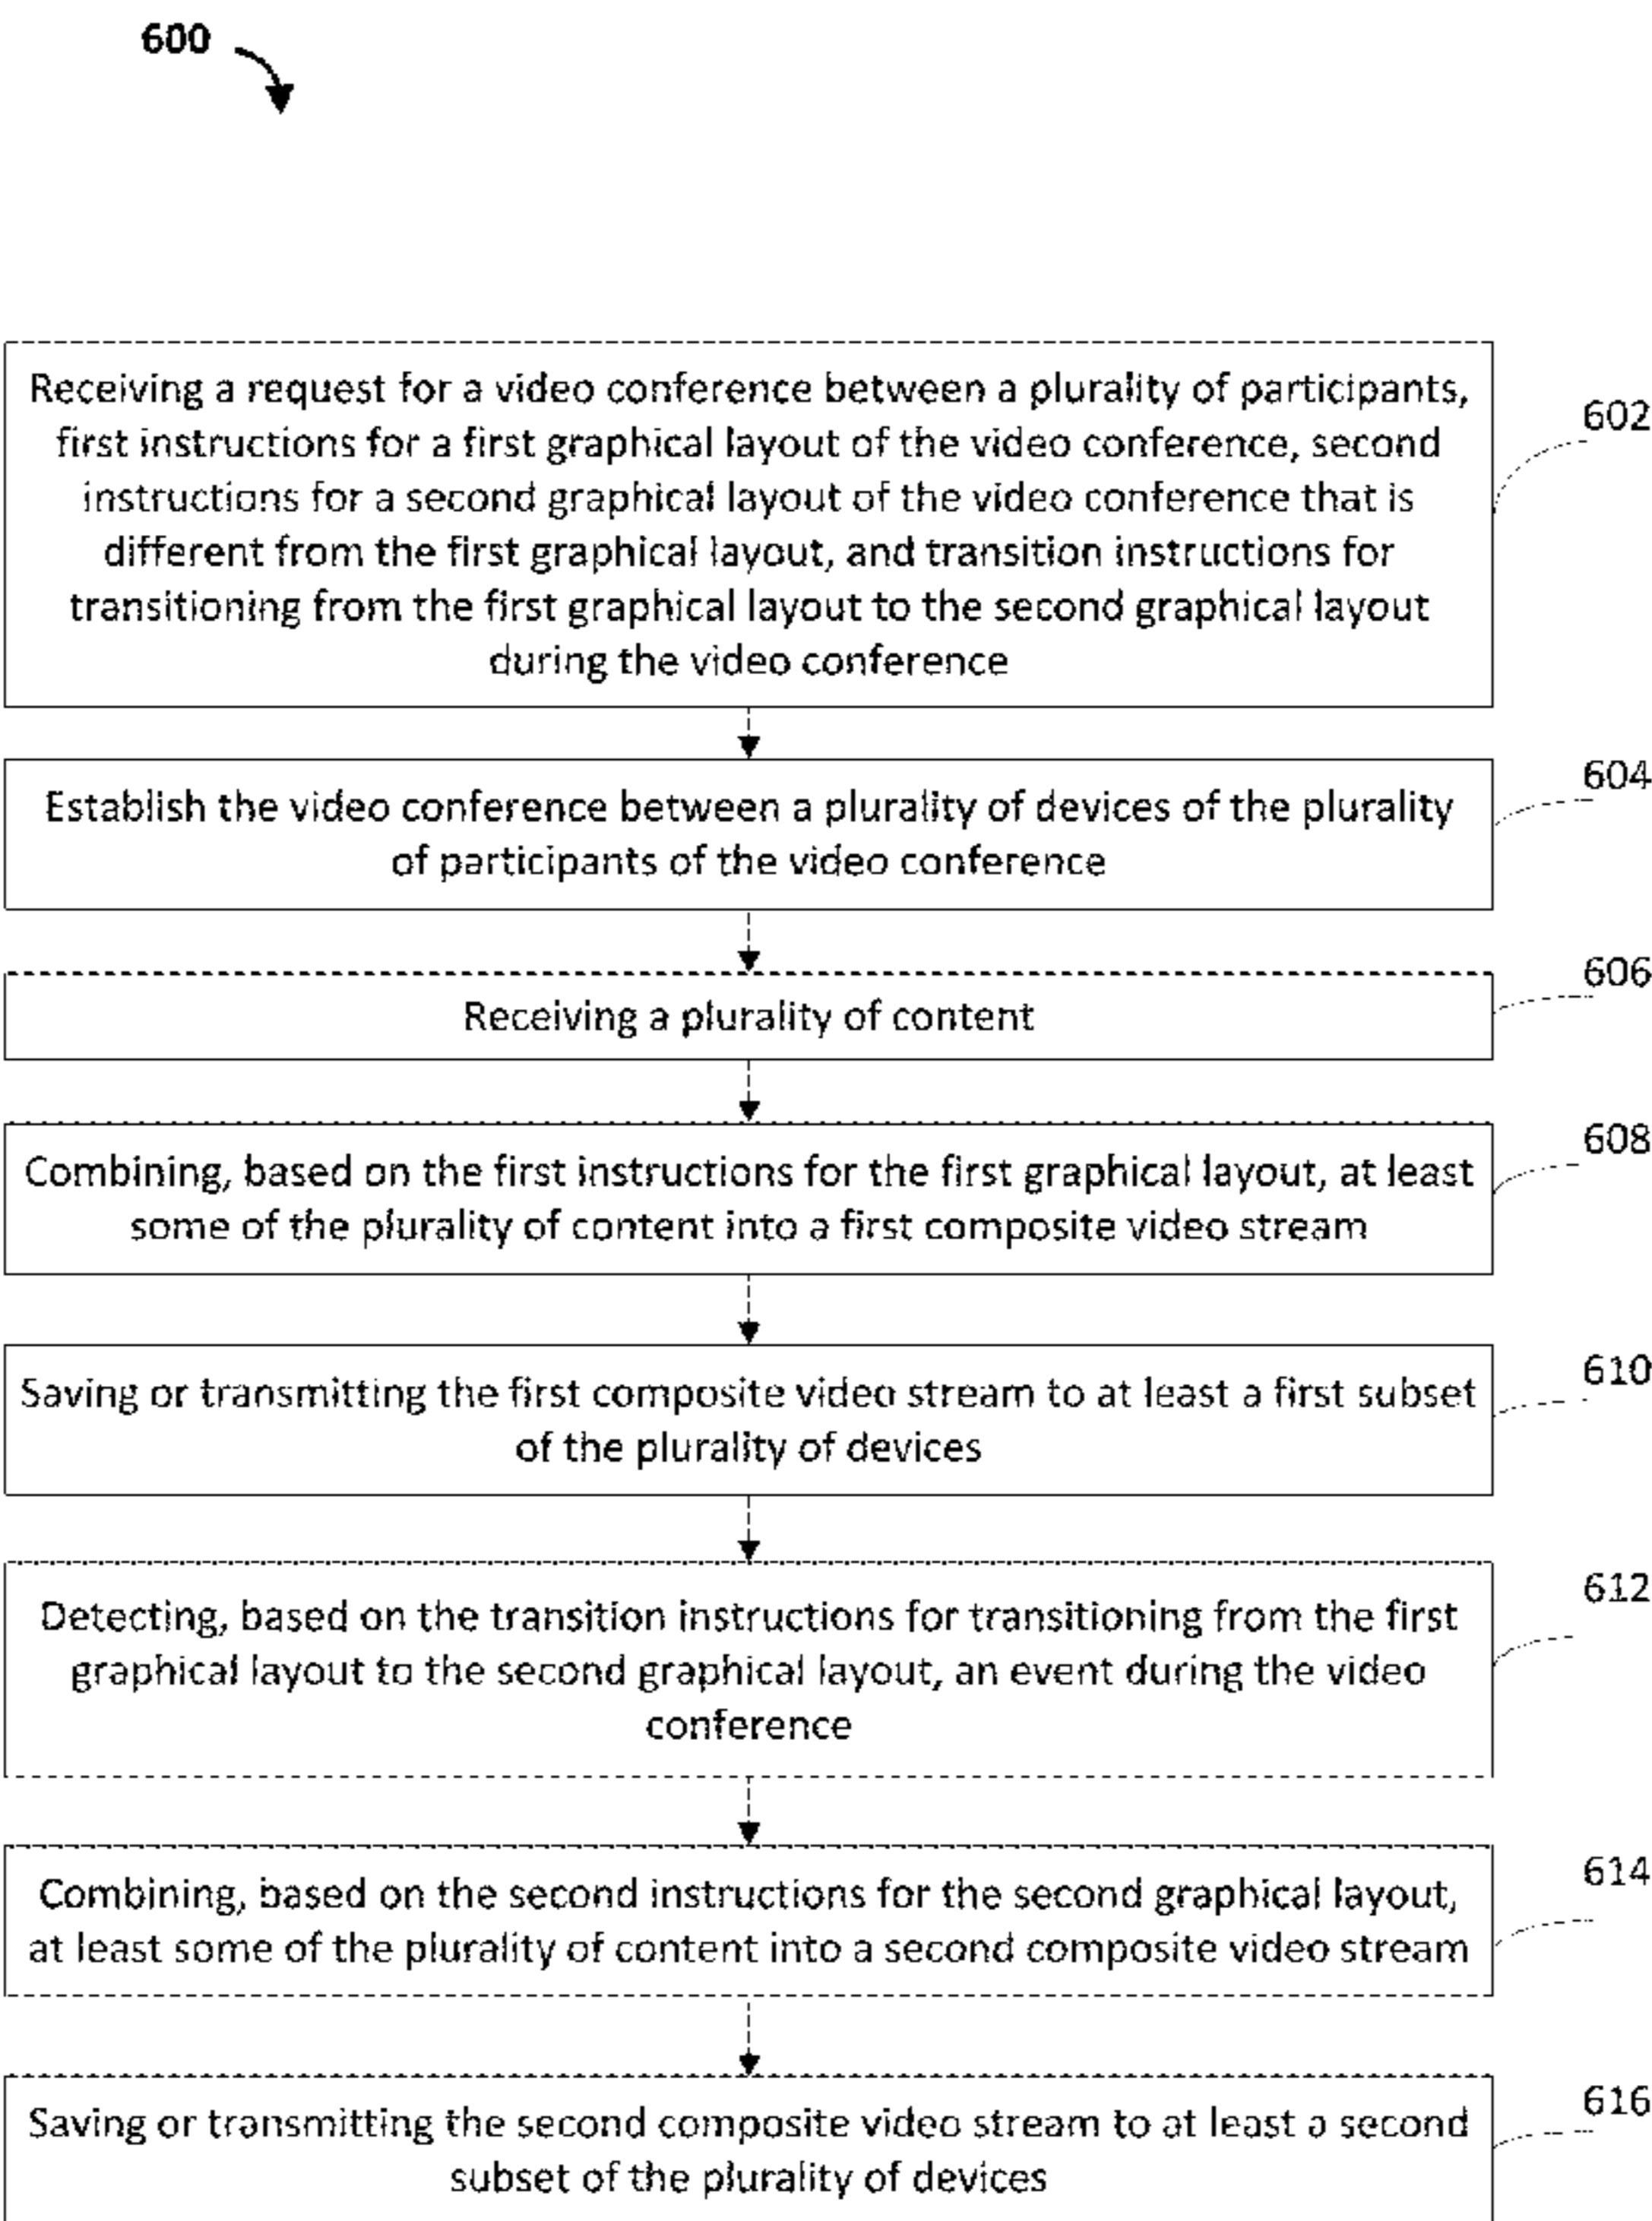 600
Receiving a request for a video conference between a plurality of participants,
first instructions for a first graphical layout of the video conference, second
instructions for a second graphical layout of the video conference that is
different from the first graphical layout, and transition instructions for
transitioning from the first graphical layout to the second graphical layout
during the video conference
602
Establish the video conference between a plurality of devices of the plurality
of participants of the video conference
604
Receiving a plurality of content
606
Combining, based on the first instructions for the first graphical layout, at least
some of the plurality of content into a first composite video stream
608
Saving or transmitting the first composite video stream to at least a first subset
of the plurality of devices
610
Detecting, based on the transition instructions for transitioning from the first
graphical layout to the second graphical layout, an event during the video
conference
612
Combining, based on the second instructions for the second graphical layout,
at least some of the plurality of content into a second composite video stream
614
Saving or transmitting the second composite video stream to at least a second
subset of the plurality of devices
616